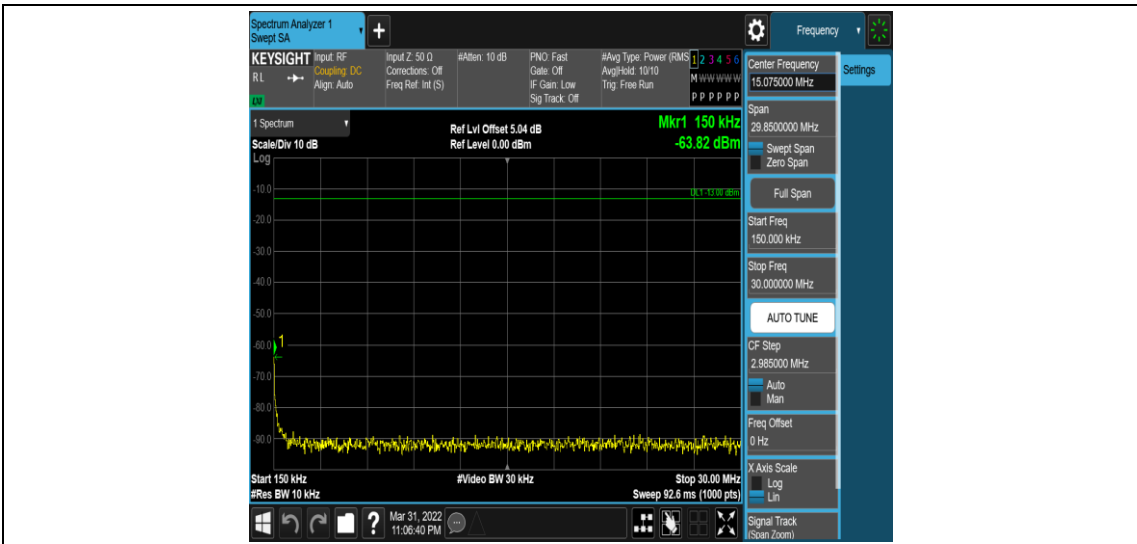 Spectrum Analyzer 1
Swept SA
+
Frequency
KEYSIGHT
RL
LXI
Input: RF
Coupling: DC
Align: Auto
Input Z: 50 Ω
Corrections: Off
Freq Ref: Int (S)
#Atten: 10 dB
PNO: Fast
Gate: Off
IF Gain: Low
Sig Track: Off
#Avg Type: Power (RMS
Avg|Hold: 10/10
Trig: Free Run
1 2 3 4 5 6
M W W W W W
P P P P P P
1 Spectrum
Scale/Div 10 dB
Log
Ref Lvl Offset 5.04 dB
Ref Level 0.00 dBm
Mkr1 150 kHz
-63.82 dBm
DL1 -13.00 dBm
-10.0
-20.0
-30.0
-40.0
-50.0
-60.0
1
-70.0
-80.0
-90.0
Start 150 kHz
#Res BW 10 kHz
#Video BW 30 kHz
Stop 30.00 MHz
Sweep 92.6 ms (1000 pts)
?
Mar 31, 2022
11:06:40 PM
Center Frequency
15.075000 MHz
Span
29.8500000 MHz
Swept Span
Zero Span
Full Span
Start Freq
150.000 kHz
Stop Freq
30.000000 MHz
AUTO TUNE
CF Step
2.985000 MHz
Auto
Man
Freq Offset
0 Hz
X Axis Scale
Log
Lin
Signal Track
(Span Zoom)
Settings